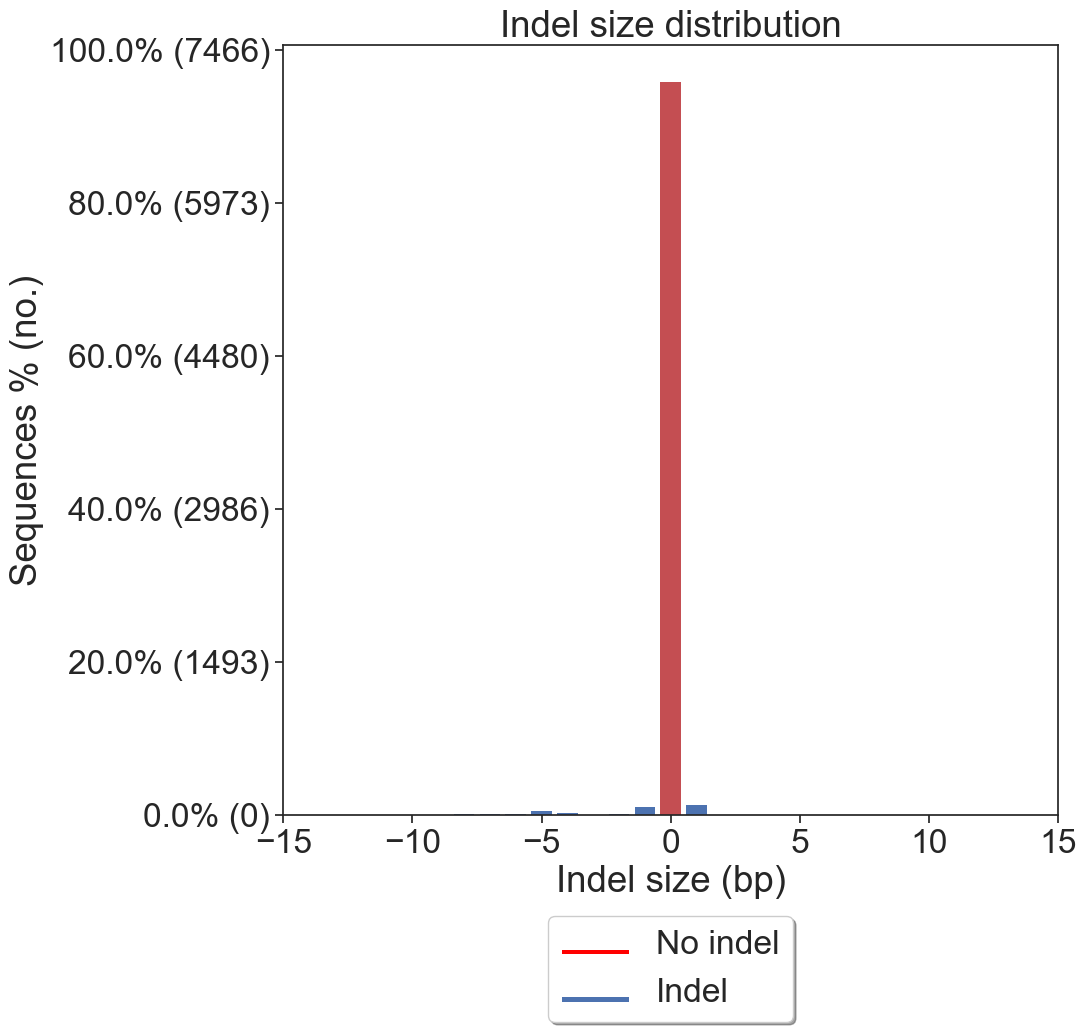 Indel size distribution
100.0% (7466)
80.0% (5973)
60.0% (4480)
40.0% (2986)
20.0% (1493)
0.0% (0)
Sequences % (no.)
−15 −10 −5 0 5 10 15
Indel size (bp)
No indel
Indel